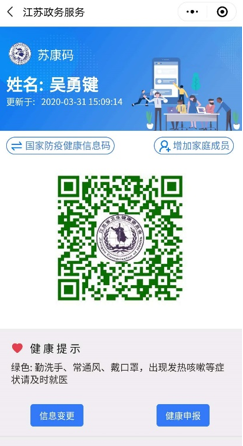 江苏政务服务
苏康码
姓名: 吴勇键
更新于: 2020-03-31 15:09:14
国家防疫健康信息码
增加家庭成员
健康提示
绿色: 勤洗手、常通风、戴口罩，出现发热咳嗽等症
状请及时就医
信息变更
健康申报